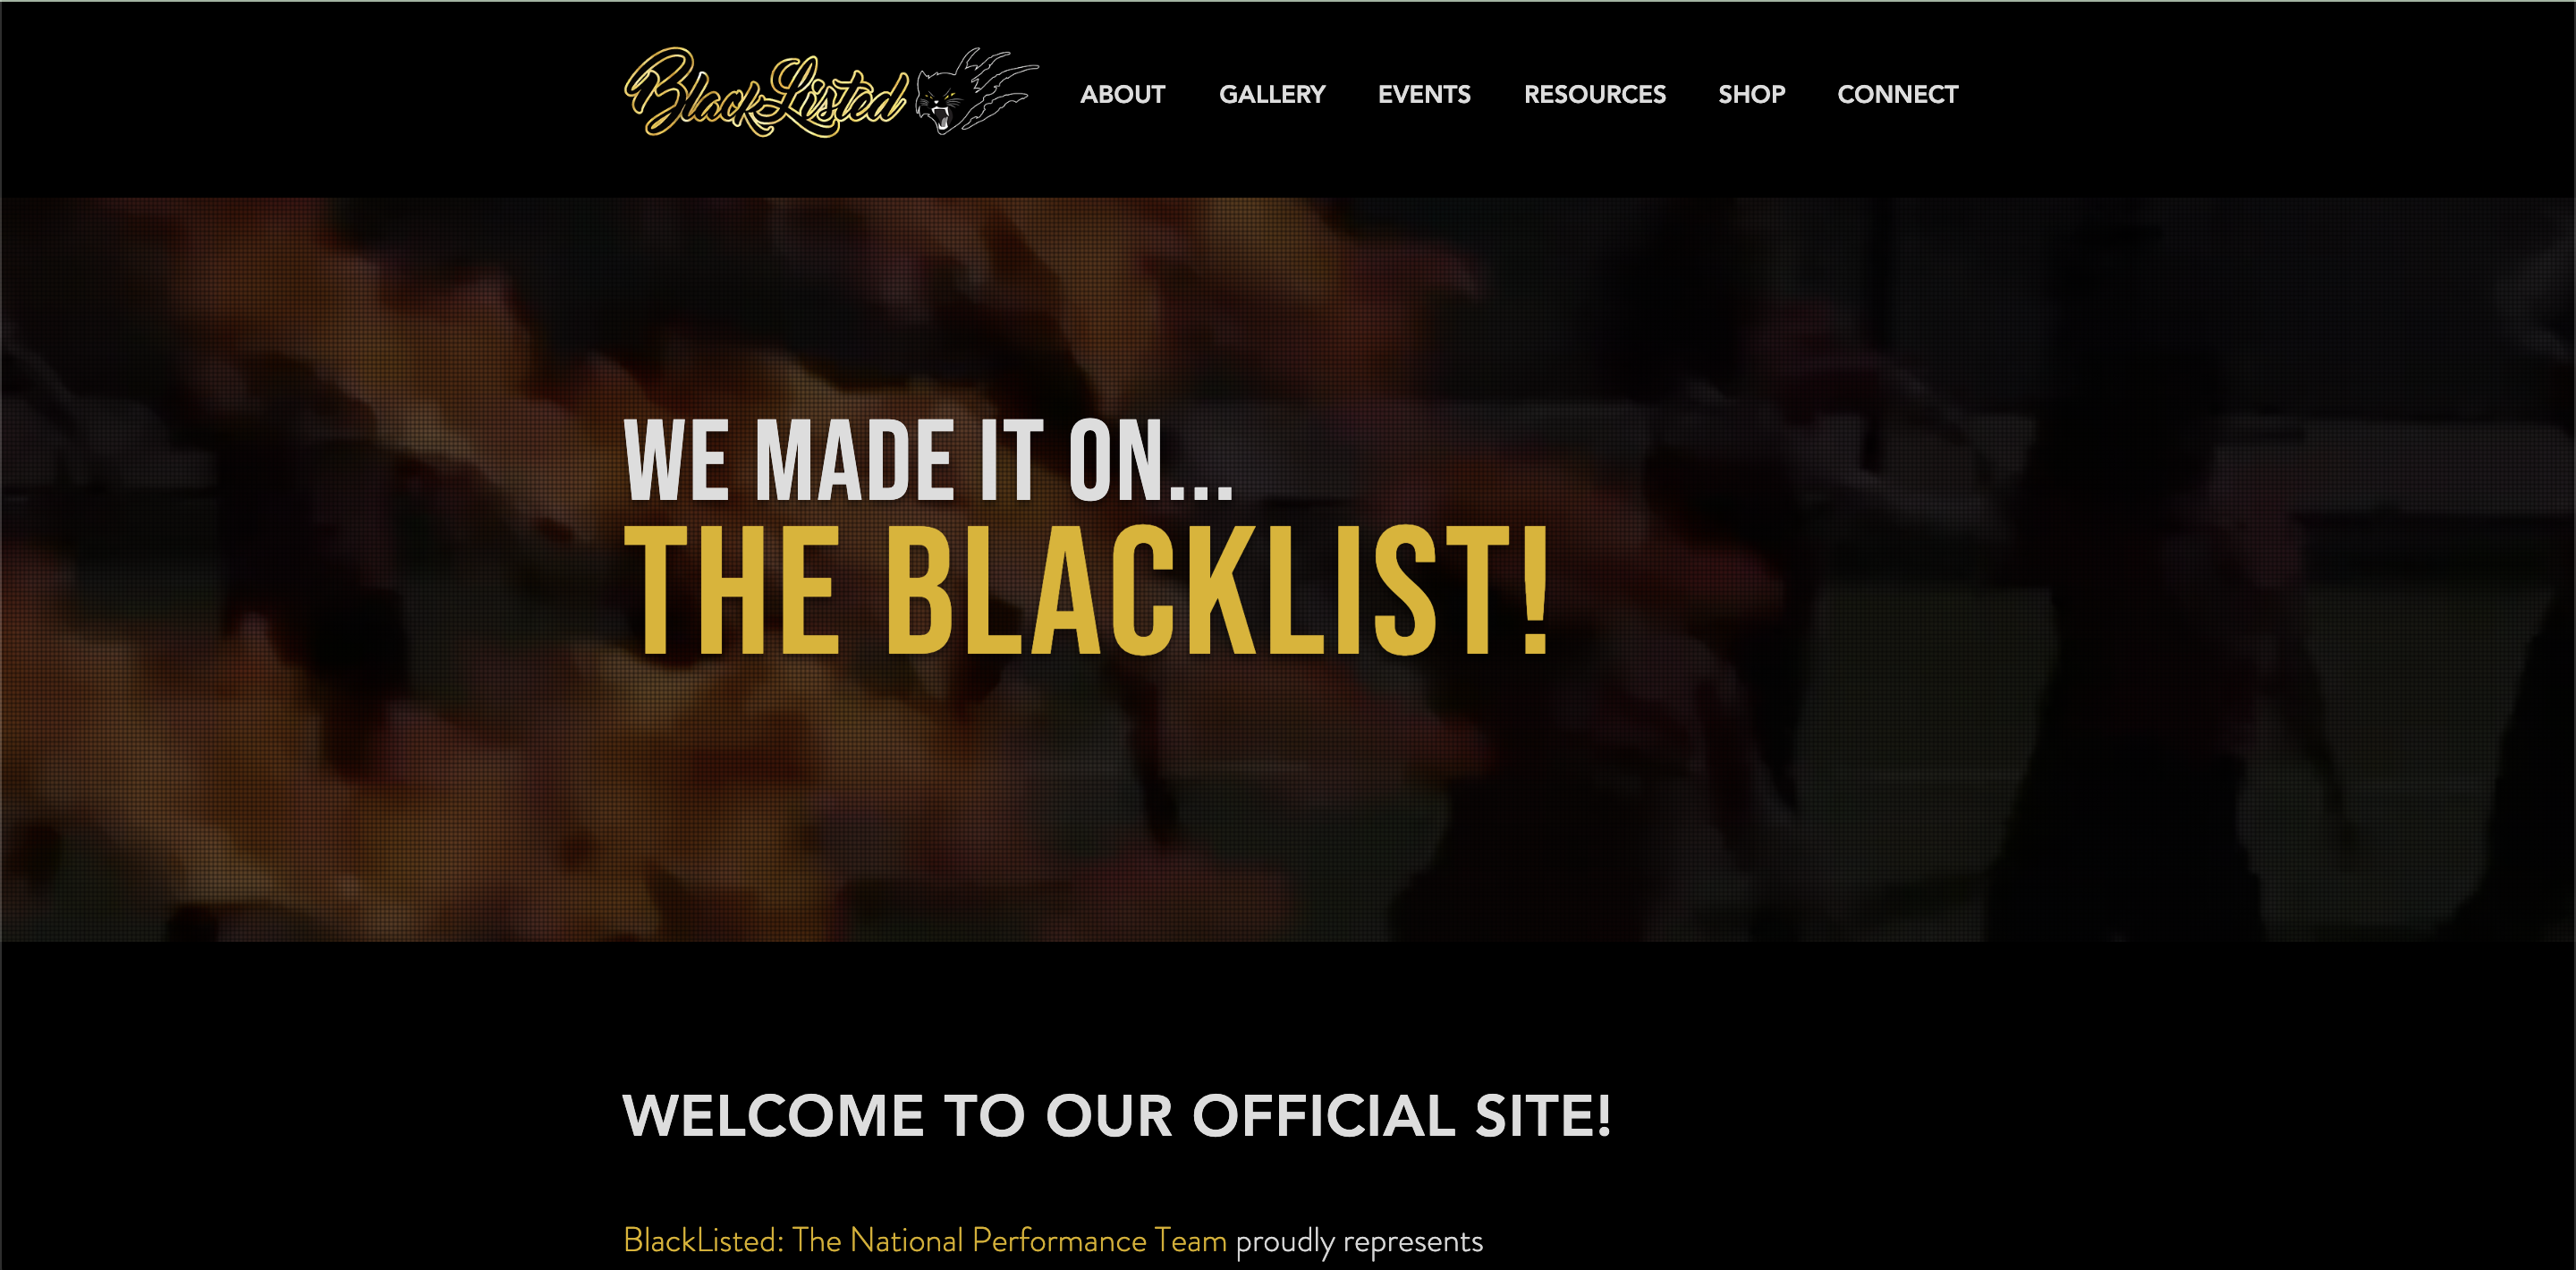 BlackListed
ABOUT GALLERY EVENTS RESOURCES SHOP CONNECT
WE MADE IT ON...
THE BLACKLIST!
WELCOME TO OUR OFFICIAL SITE!
BlackListed: The National Performance Team proudly represents